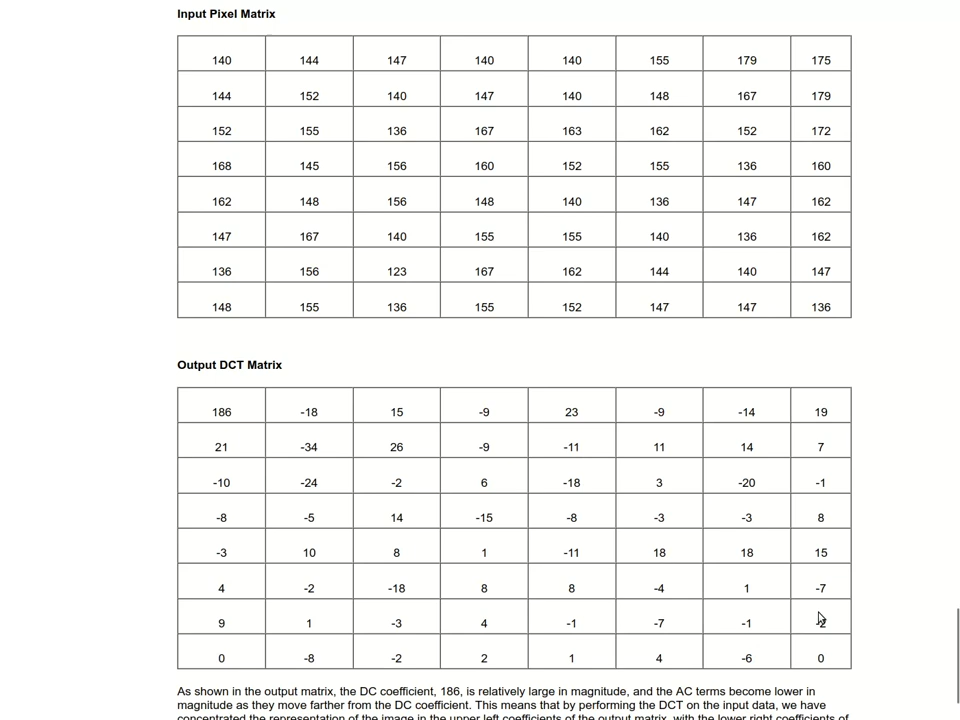 Input Pixel Matrix
140 144 147 140 140 155 179 175
144 152 140 147 140 148 167 179
152 155 136 167 163 162 152 172
168 145 156 160 152 155 136 160
162 148 156 148 140 136 147 162
147 167 140 155 155 140 136 162
136 156 123 167 162 144 140 147
148 155 136 155 152 147 147 136
Output DCT Matrix
186 -18 15 -9 23 -9 -14 19
21 -34 26 -9 -11 11 14 7
-10 -24 -2 6 -18 3 -20 -1
-8 -5 14 -15 -8 -3 -3 8
-3 10 8 1 -11 18 18 15
4 -2 -18 8 8 -4 1 -7
9 1 -3 4 -1 -7 -1 -2
0 -8 -2 2 1 4 -6 0
As shown in the output matrix, the DC coefficient, 186, is relatively large in magnitude, and the AC terms become lower in
magnitude as they move farther from the DC coefficient. This means that by performing the DCT on the input data, we have
concentrated the representation of the image in the upper left coefficients of the output matrix, with the lower right coefficients of